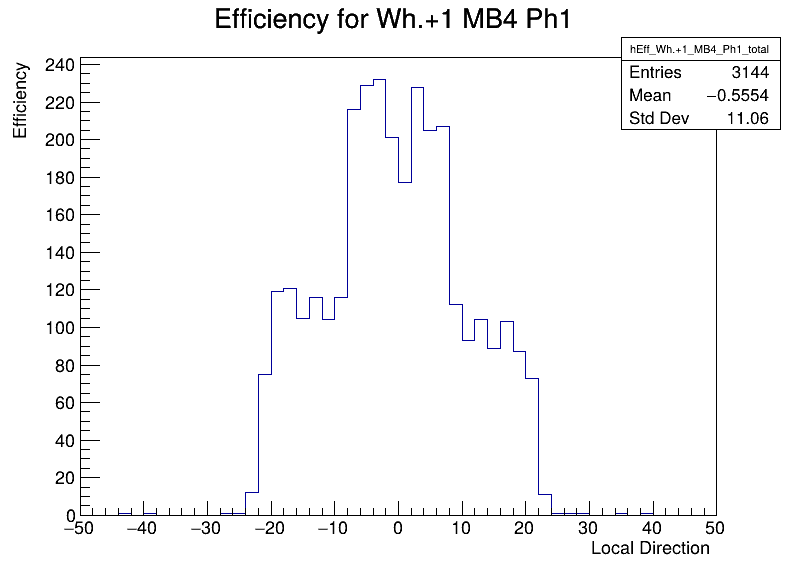 Efficiency for Wh.+1 MB4 Ph1
hEff_Wh.+1_MB4_Ph1_total
Entries 3144
Mean −0.5554
Std Dev 11.06
Efficiency
240
220
200
180
160
140
120
100
80
60
40
20
0
−50 −40 −30 −20 −10 0 10 20 30 40 50
Local Direction